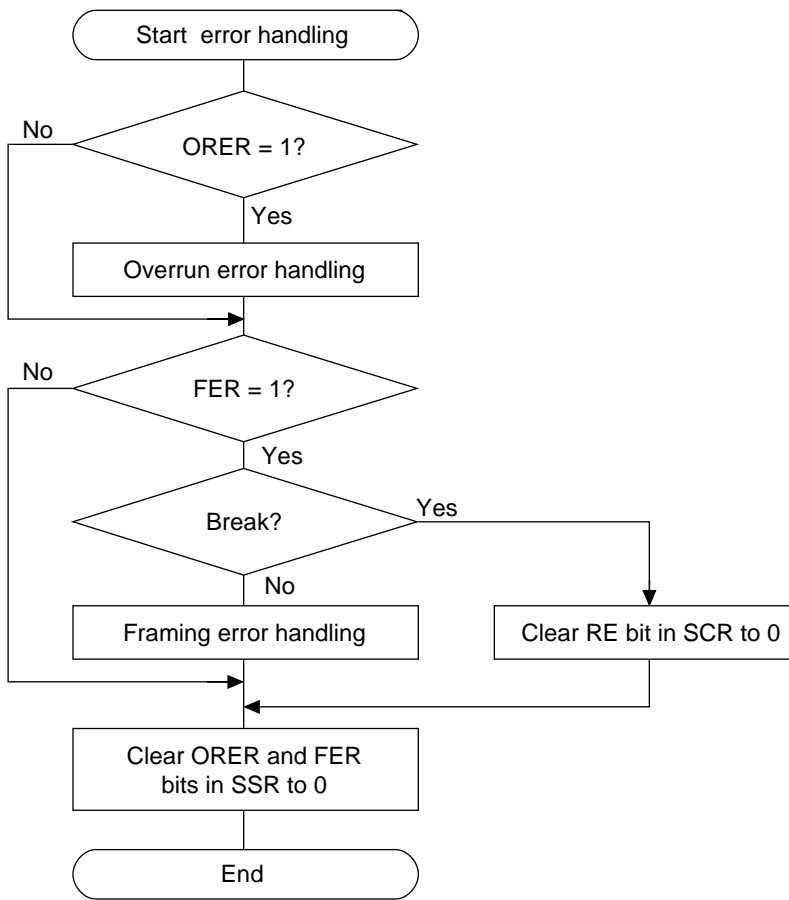 Start error handling
No
ORER = 1?
Yes
Overrun error handling
No
FER = 1?
Yes
Break?
Yes
No
Framing error handling
Clear RE bit in SCR to 0
Clear ORER and FER
bits in SSR to 0
End